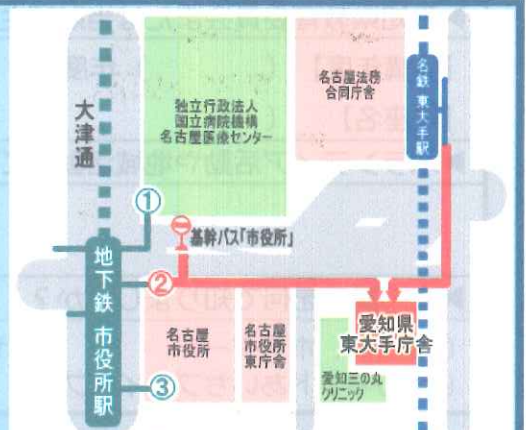 大津通
独立行政法人
国立病院機構
名古屋医療センター
名古屋法務
合同庁舎
名鉄 東大手駅
①
基幹バス「市役所」
地下鉄 市役所駅
②
③
名古屋
市役所
名古屋
市役所
東庁舎
愛知県
東大手庁舎
愛知三の丸
クリニック